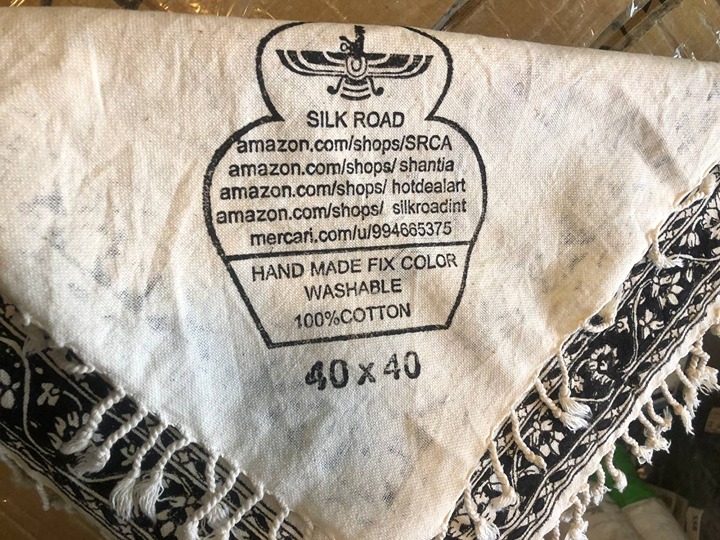 SILK ROAD
amazon.com/shops/SRCA
amazon.com/shops/ shantia
amazon.com/shops/ hotdealart
amazon.com/shops/ silkroadint
mercari.com/u/994665375
HAND MADE FIX COLOR
WASHABLE
100%COTTON
40 x 40